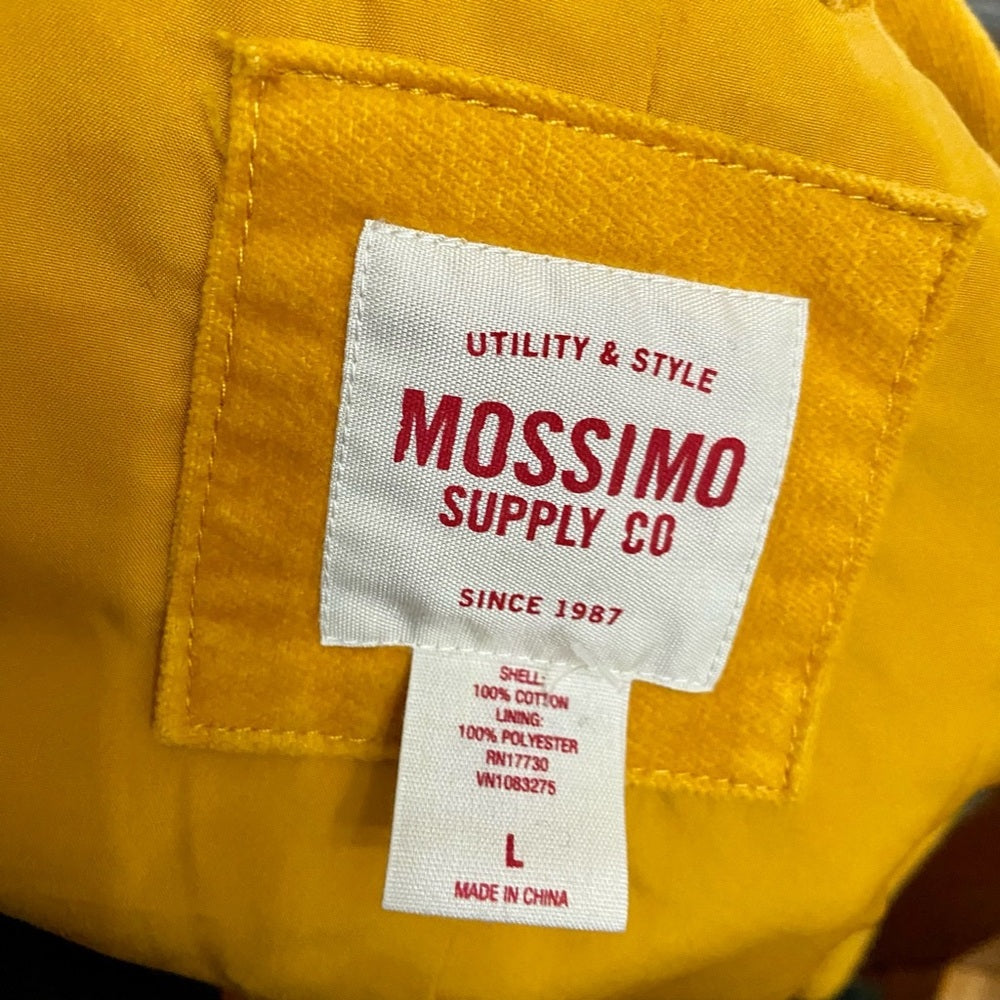 UTILITY & STYLE
MOSSIMO
SUPPLY CO
SINCE 1987
SHELL:
100% COTTON
LINING:
100% POLYESTER
RN17730
VN1083275
L
MADE IN CHINA